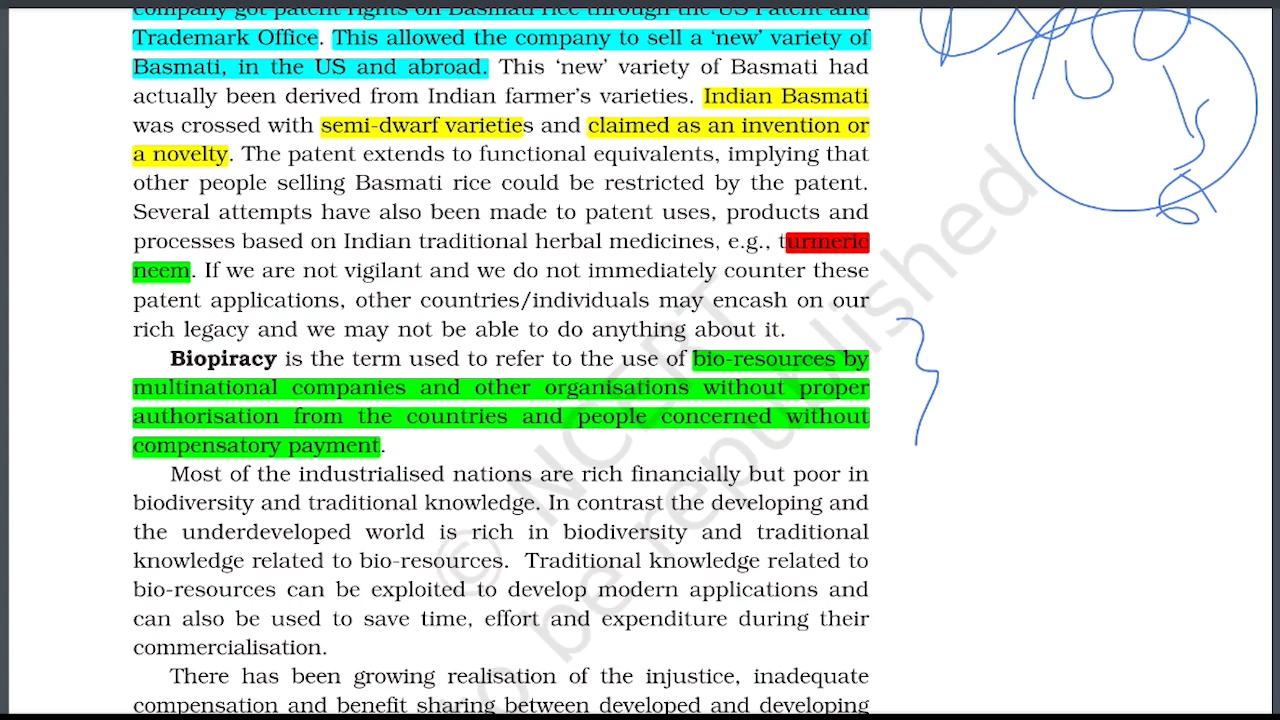 company got patent rights on Basmati rice through the US Patent and
Trademark Office. This allowed the company to sell a ‘new’ variety of
Basmati, in the US and abroad. This ‘new’ variety of Basmati had
actually been derived from Indian farmer’s varieties. Indian Basmati
was crossed with semi-dwarf varieties and claimed as an invention or
a novelty. The patent extends to functional equivalents, implying that
other people selling Basmati rice could be restricted by the patent.
Several attempts have also been made to patent uses, products and
processes based on Indian traditional herbal medicines, e.g., turmeric
neem. If we are not vigilant and we do not immediately counter these
patent applications, other countries/individuals may encash on our
rich legacy and we may not be able to do anything about it.
Biopiracy is the term used to refer to the use of bio-resources by
multinational companies and other organisations without proper
authorisation from the countries and people concerned without
compensatory payment.
Most of the industrialised nations are rich financially but poor in
biodiversity and traditional knowledge. In contrast the developing and
the underdeveloped world is rich in biodiversity and traditional
knowledge related to bio-resources. Traditional knowledge related to
bio-resources can be exploited to develop modern applications and
can also be used to save time, effort and expenditure during their
commercialisation.
There has been growing realisation of the injustice, inadequate
compensation and benefit sharing between developed and developing
© NCERT
to be republished